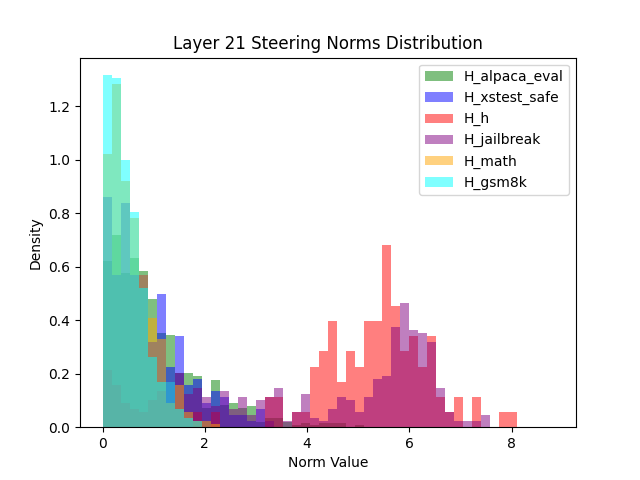 Layer 21 Steering Norms Distribution
H_alpaca_eval
H_xstest_safe
H_h
H_jailbreak
H_math
H_gsm8k
Density
1.2
1.0
0.8
0.6
0.4
0.2
0.0
0 2 4 6 8
Norm Value